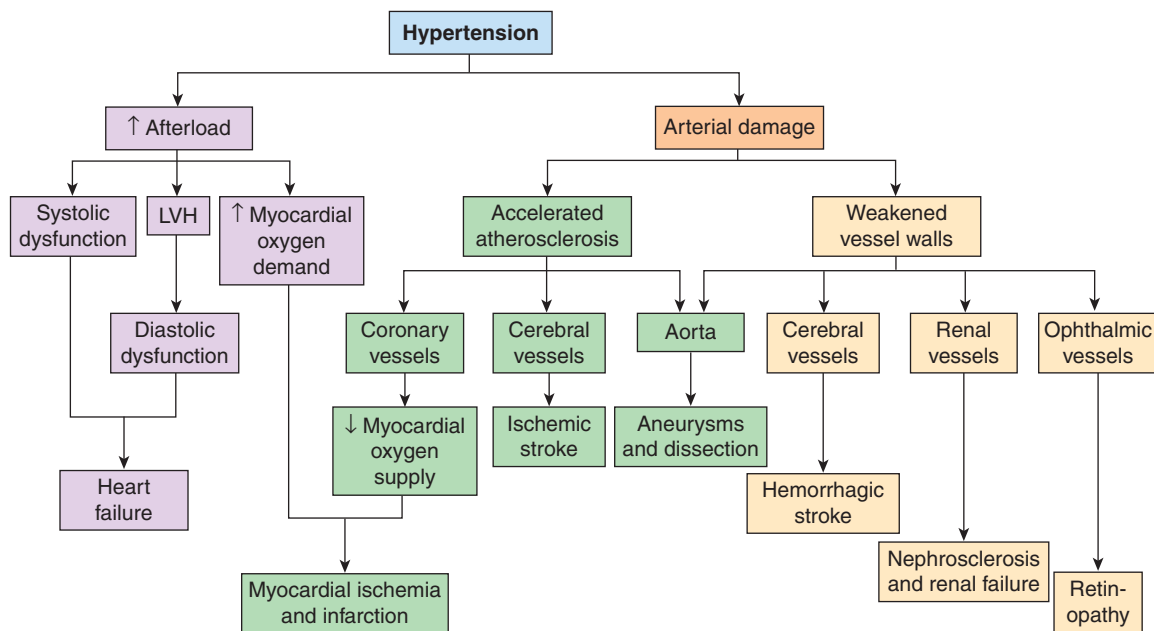 Hypertension
↑ Afterload
Arterial damage
Systolic
dysfunction
LVH
↑ Myocardial
oxygen
demand
Accelerated
atherosclerosis
Weakened
vessel walls
Diastolic
dysfunction
Coronary
vessels
Cerebral
vessels
Aorta
Cerebral
vessels
Renal
vessels
Ophthalmic
vessels
↓ Myocardial
oxygen
supply
Ischemic
stroke
Aneurysms
and dissection
Heart
failure
Hemorrhagic
stroke
Myocardial ischemia
and infarction
Nephrosclerosis
and renal failure
Retin-
opathy